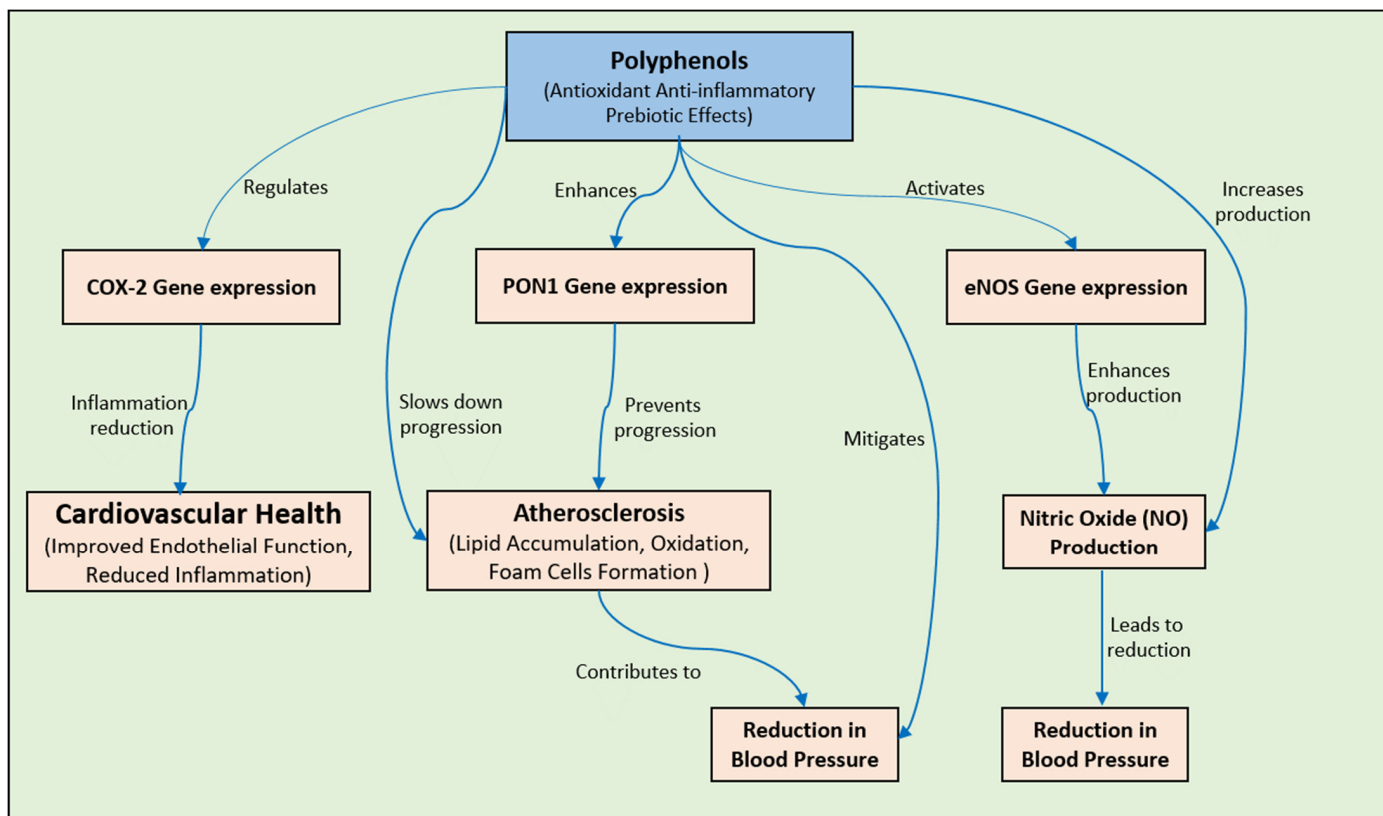 Polyphenols
(Antioxidant Anti-inflammatory
Prebiotic Effects)
Regulates
Enhances
Activates
Increases
production
COX-2 Gene expression
PON1 Gene expression
eNOS Gene expression
Inflammation
reduction
Slows down
progression
Prevents
progression
Mitigates
Enhances
production
Cardiovascular Health
(Improved Endothelial Function,
Reduced Inflammation)
Atherosclerosis
(Lipid Accumulation, Oxidation,
Foam Cells Formation )
Nitric Oxide (NO)
Production
Contributes to
Leads to
reduction
Reduction in
Blood Pressure
Reduction in
Blood Pressure